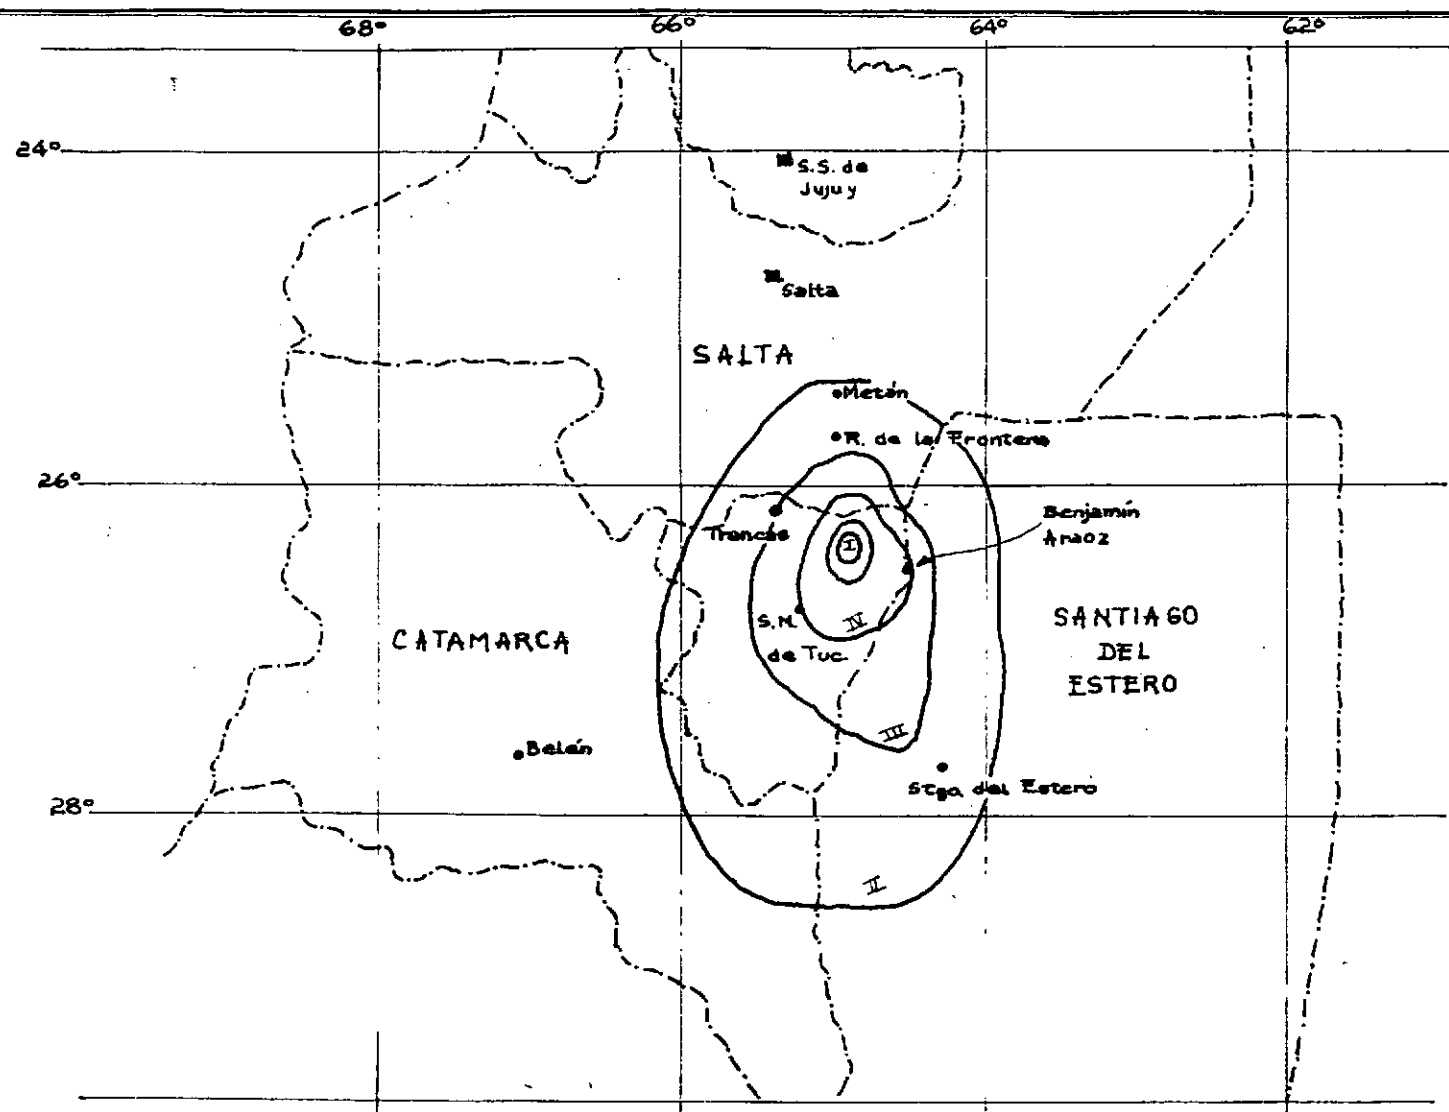 68° 66° 64° 62°
24°
S.S. de
Jujuy
Salta
SALTA
Metán
R. de la Frontera
26°
Benjamín
Araoz
Trancas
I
S.M.
de Tuc.
IV
CATAMARCA
SANTIAGO
DEL
ESTERO
III
Belén
Stgo. del Estero
28°
II